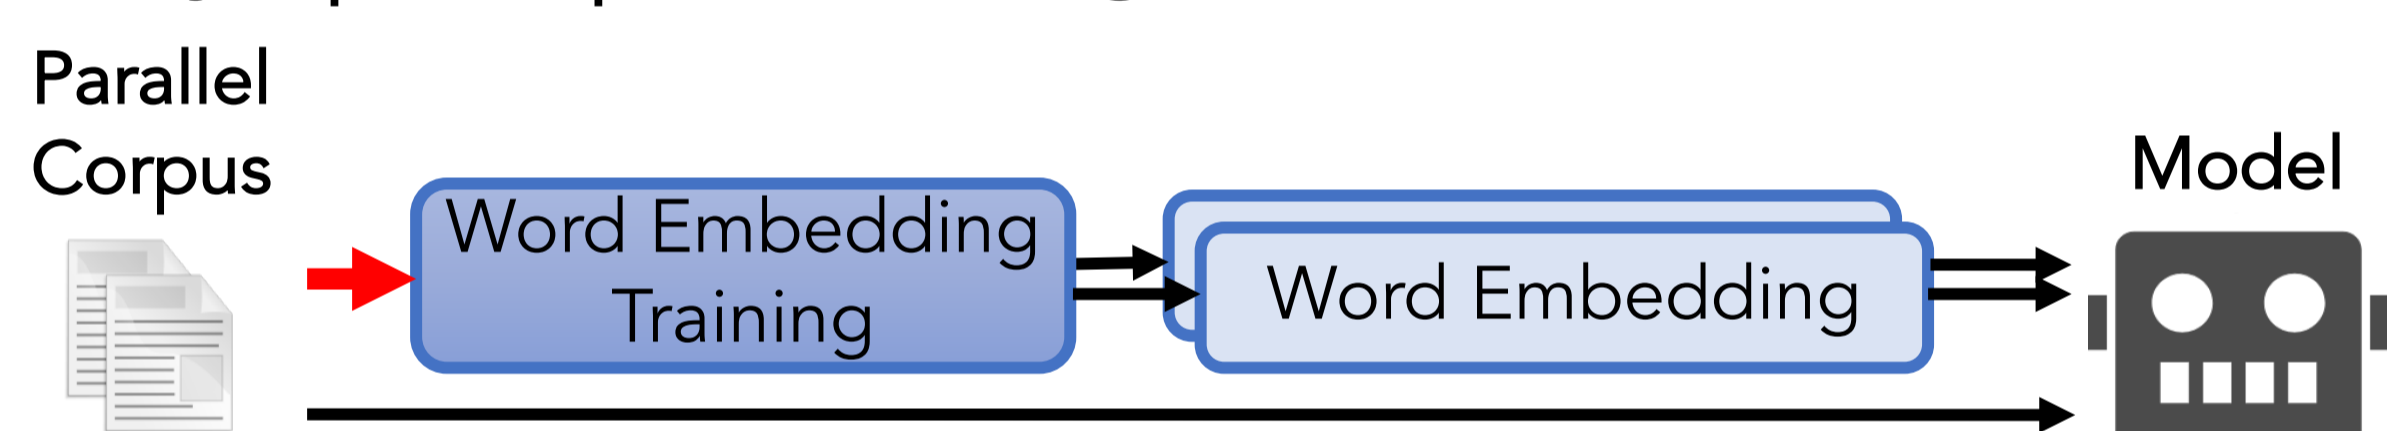 Parallel
Corpus
Word Embedding
Training
Word Embedding
Model